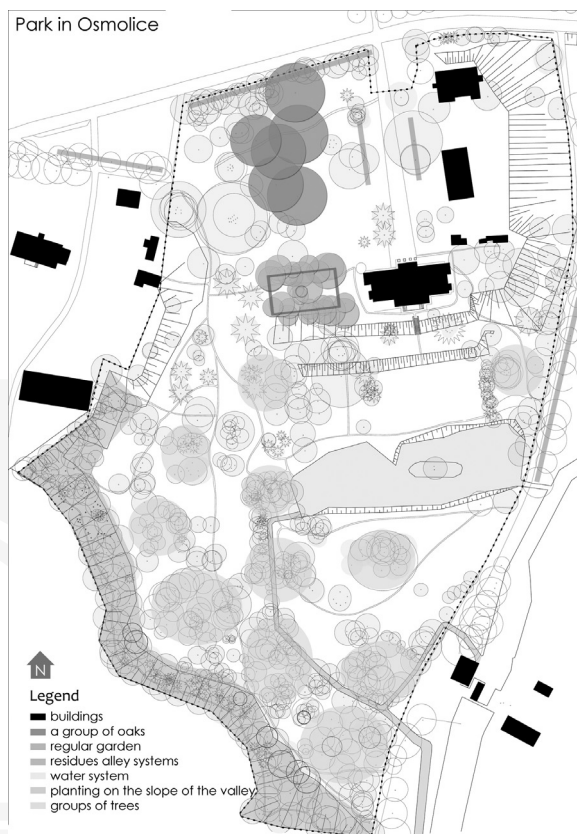 Park in Osmolice
N
Legend
buildings
a group of oaks
regular garden
residues alley systems
water system
planting on the slope of the valley
groups of trees